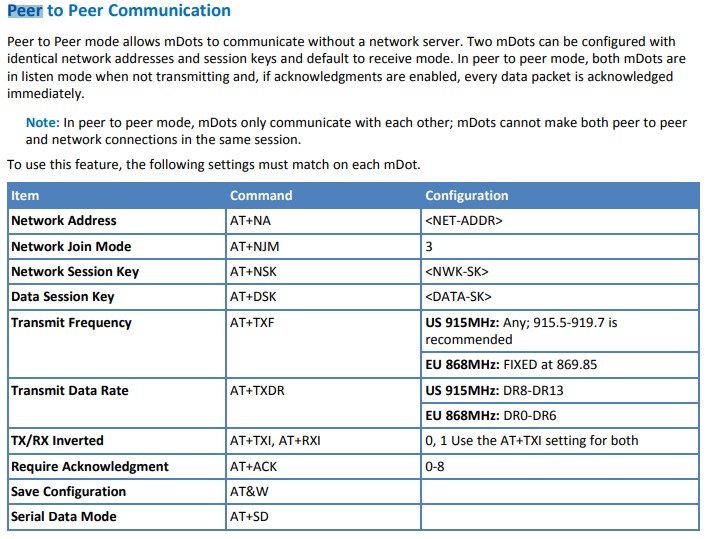 Peer to Peer Communication
Peer to Peer mode allows mDots to communicate without a network server. Two mDots can be configured with
identical network addresses and session keys and default to receive mode. In peer to peer mode, both mDots are
in listen mode when not transmitting and, if acknowledgments are enabled, every data packet is acknowledged
immediately.
Note: In peer to peer mode, mDots only communicate with each other; mDots cannot make both peer to peer
and network connections in the same session.
To use this feature, the following settings must match on each mDot.
Item Command Configuration
Network Address AT+NA <NET-ADDR>
Network Join Mode AT+NJM 3
Network Session Key AT+NSK <NWK-SK>
Data Session Key AT+DSK <DATA-SK>
Transmit Frequency AT+TXF US 915MHz: Any; 915.5-919.7 is
recommended
EU 868MHz: FIXED at 869.85
Transmit Data Rate AT+TXDR US 915MHz: DR8-DR13
EU 868MHz: DR0-DR6
TX/RX Inverted AT+TXI, AT+RXI 0, 1 Use the AT+TXI setting for both
Require Acknowledgment AT+ACK 0-8
Save Configuration AT&W
Serial Data Mode AT+SD